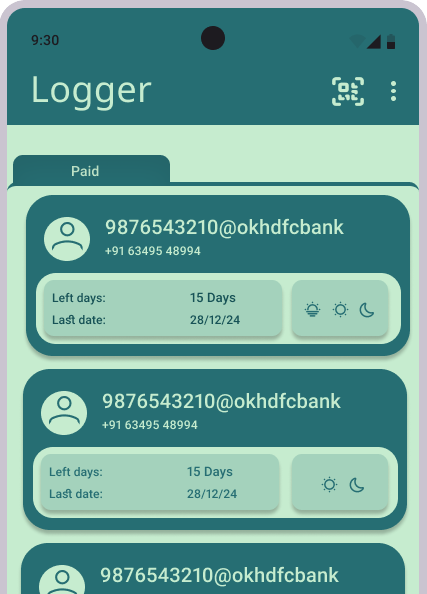 9:30
Logger
Paid
9876543210@okhdfcbank
+91 63495 48994
Left days: 15 Days
Last date: 28/12/24
9876543210@okhdfcbank
+91 63495 48994
Left days: 15 Days
Last date: 28/12/24
9876543210@okhdfcbank